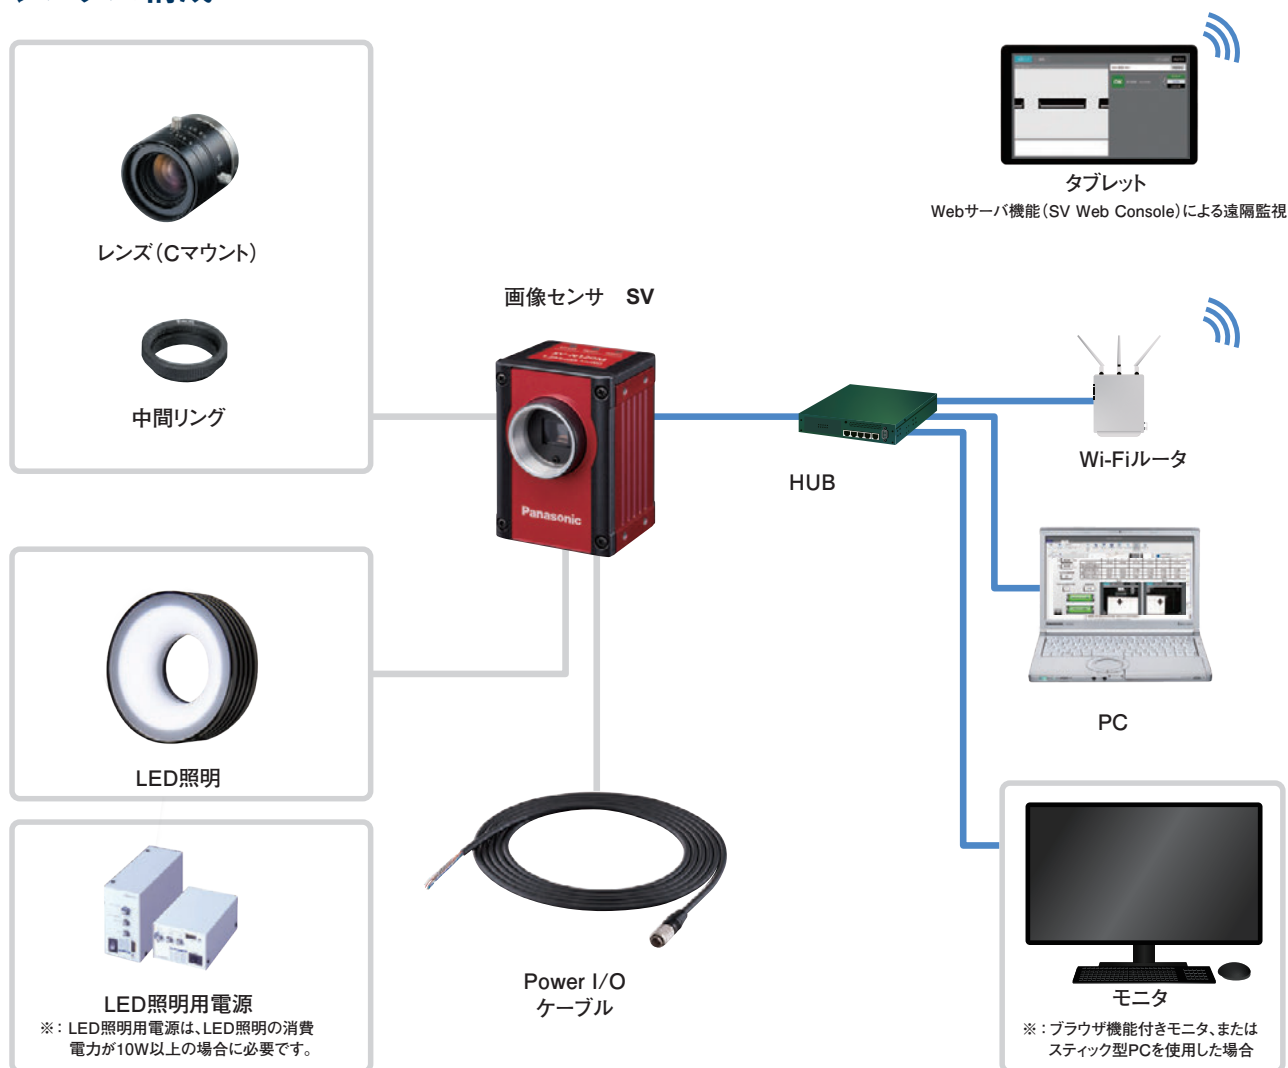 レンズ（Cマウント）
中間リング
LED照明
LED照明用電源
※：LED照明用電源は、LED照明の消費
電力が10W以上の場合に必要です。
画像センサ　SV
Panasonic
Power I/O
ケーブル
HUB
タブレット
Webサーバ機能（SV Web Console）による遠隔監視
Wi-Fiルータ
PC
モニタ
※：ブラウザ機能付きモニタ、または
スティック型PCを使用した場合